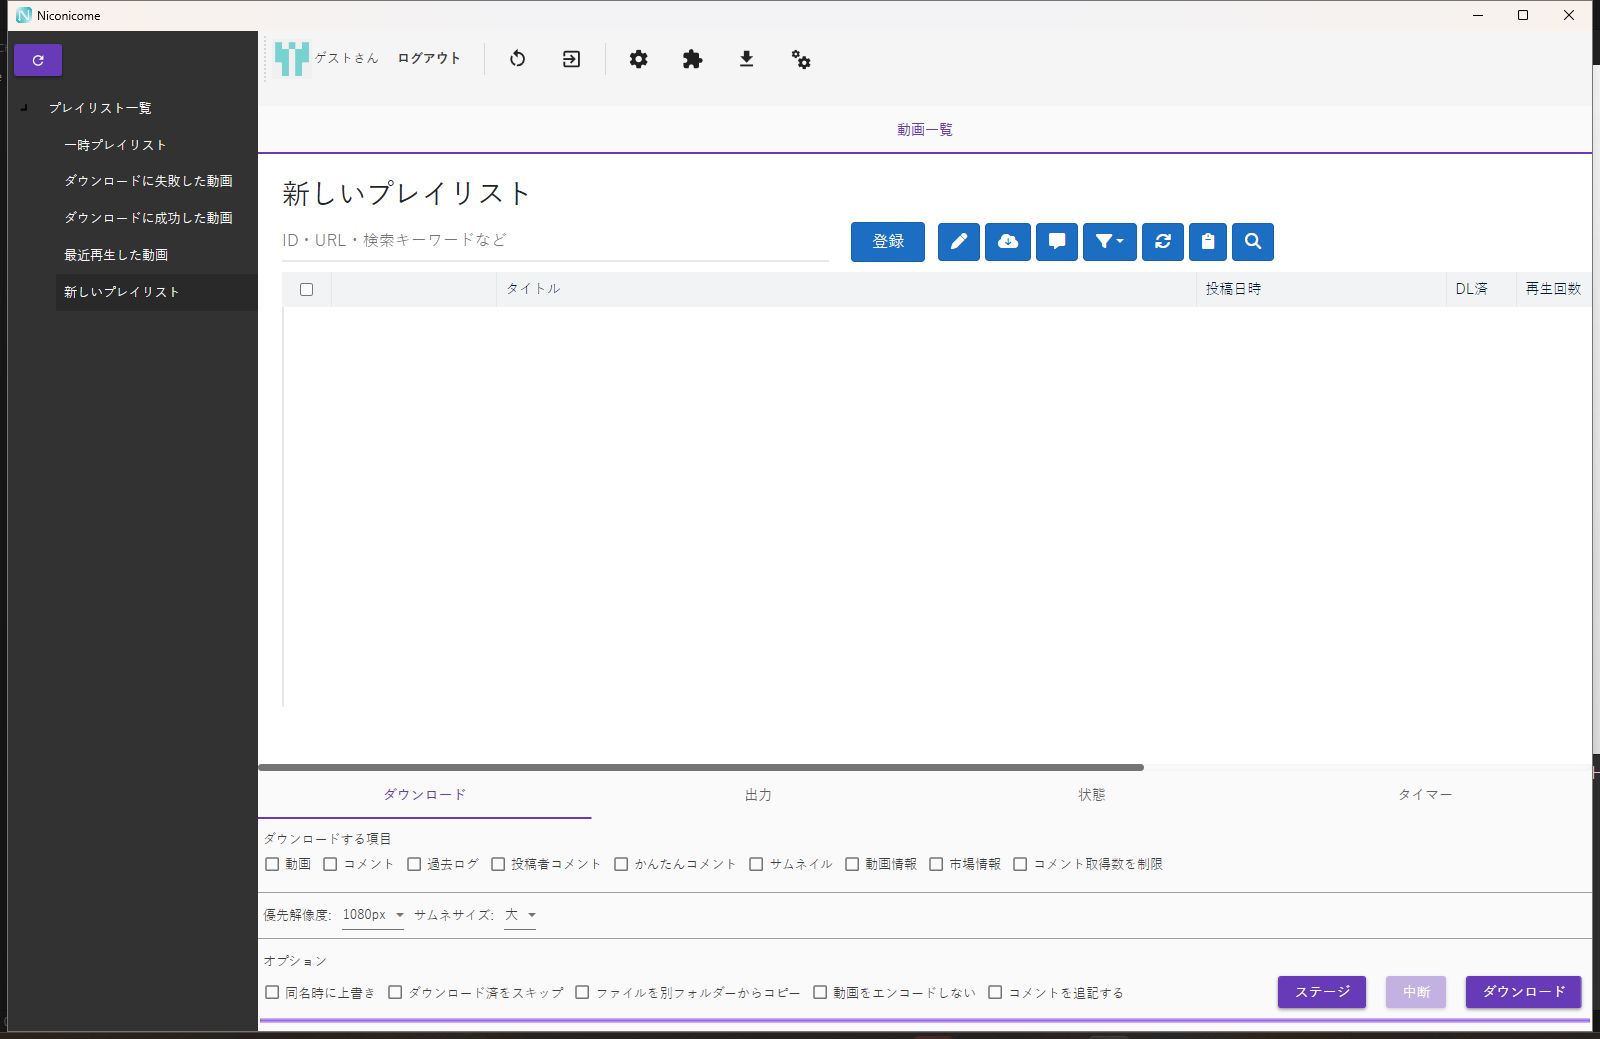 Niconicome
ゲストさん ログアウト
プレイリスト一覧
一時プレイリスト
ダウンロードに失敗した動画
ダウンロードに成功した動画
最近再生した動画
新しいプレイリスト
動画一覧
新しいプレイリスト
ID・URL・検索キーワードなど 登録
タイトル 投稿日時 DL済 再生回数
ダウンロード 出力 状態 タイマー
ダウンロードする項目
動画 コメント 過去ログ 投稿者コメント かんたんコメント サムネイル 動画情報 市場情報 コメント取得数を制限
優先解像度: 1080px サムネサイズ: 大
オプション
同名時に上書き ダウンロード済をスキップ ファイルを別フォルダーからコピー 動画をエンコードしない コメントを追記する ステージ 中断 ダウンロード